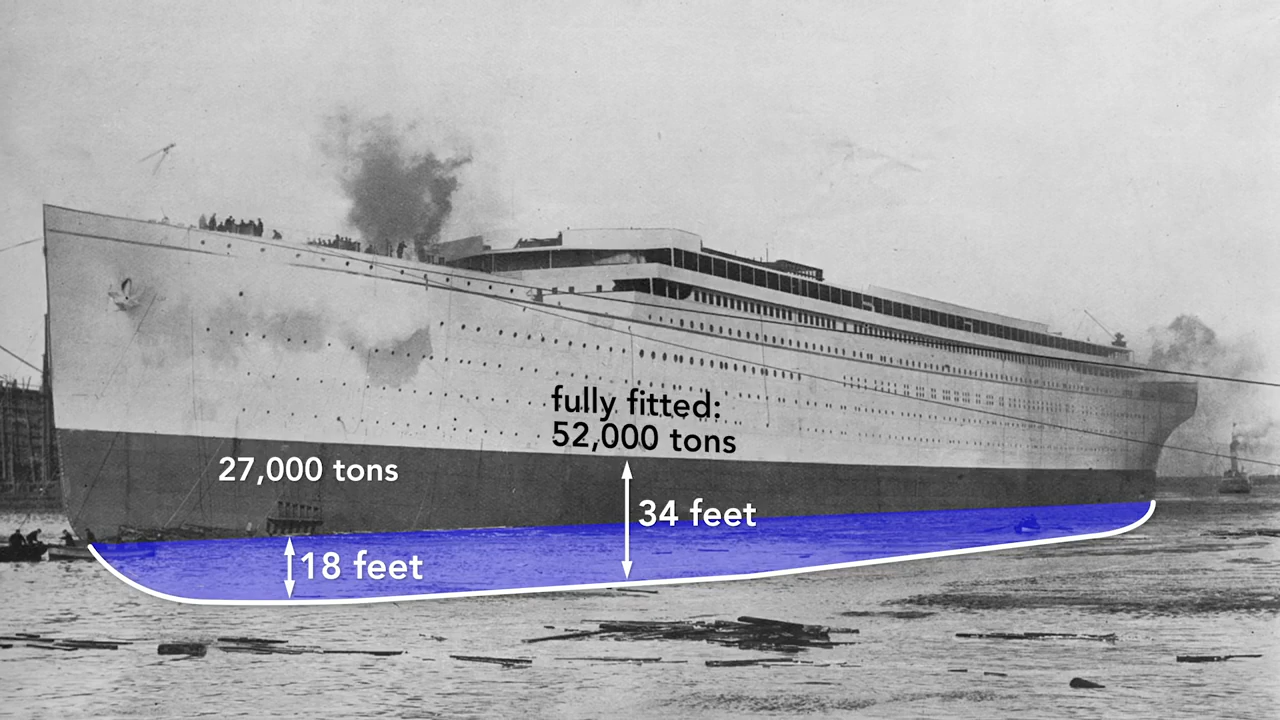 fully fitted:
52,000 tons
27,000 tons
34 feet
18 feet